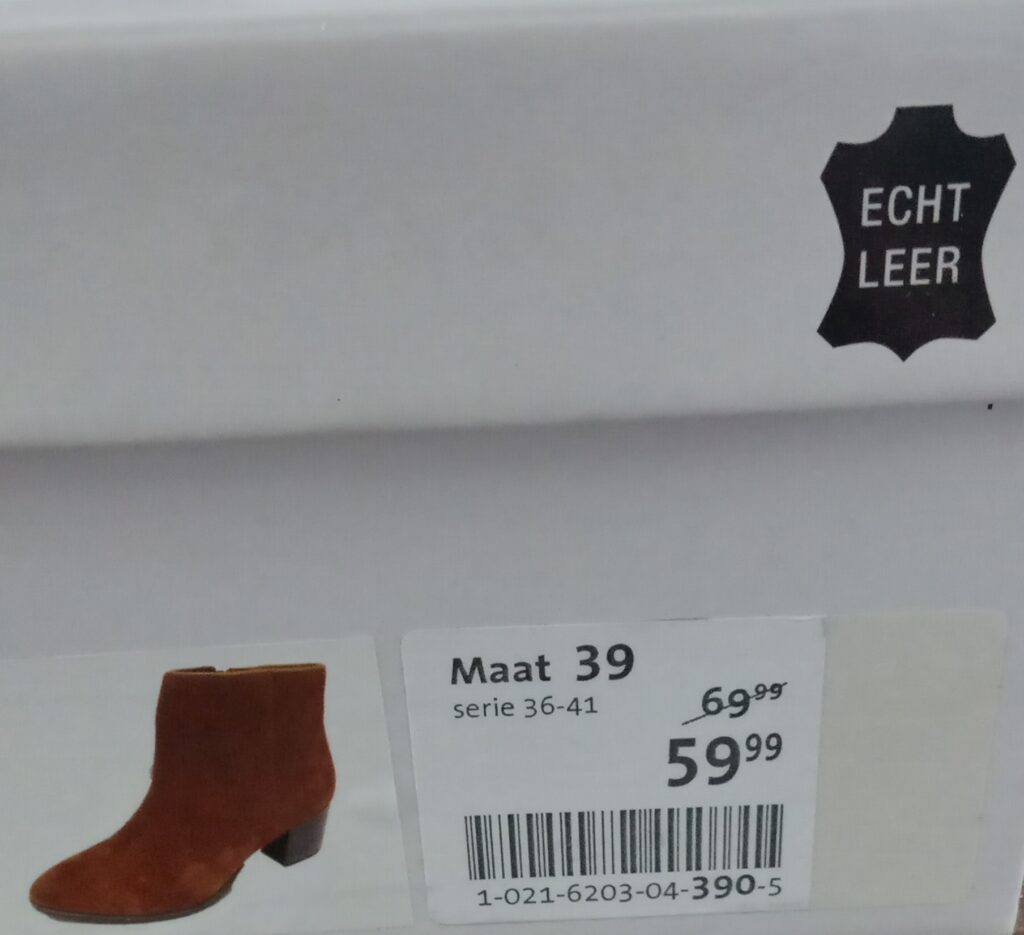 ECHT
LEER
Maat 39
serie 36-41
6999
5999
1-021-6203-04-390-5